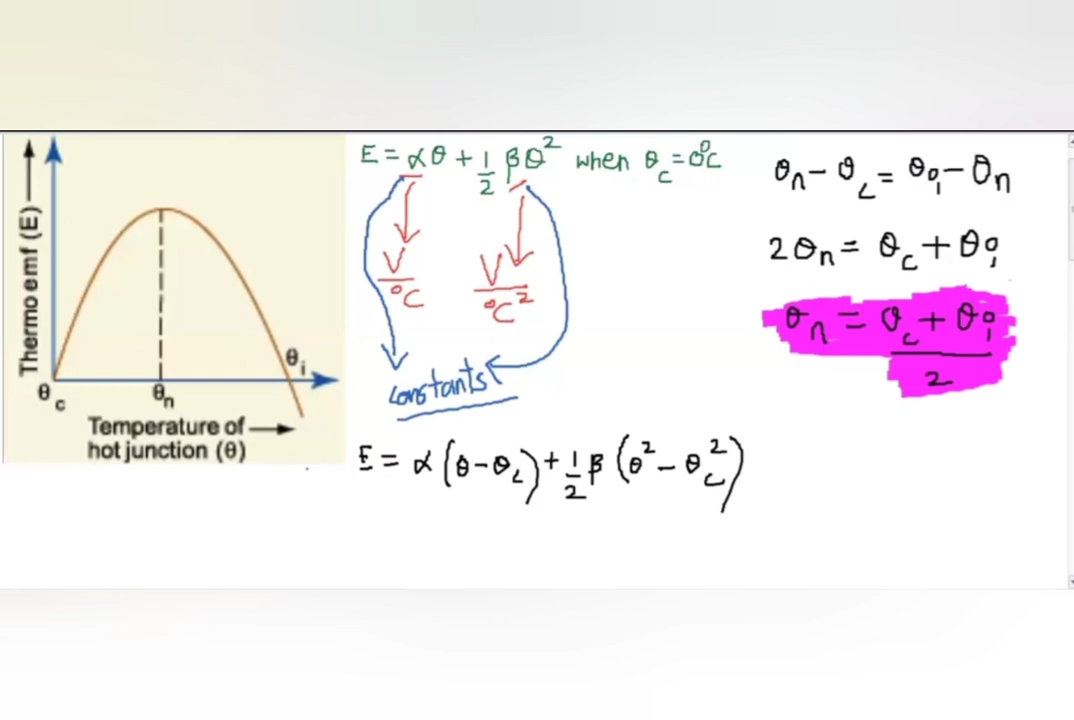 Thermo emf (E)
θc
θn
θi
Temperature of
hot junction (θ)
E = αθ + 1/2 βθ² when θc = 0°C
V/°C
V/°C²
constants
E = α(θ-θc) + 1/2 β(θ² - θc²)
θn - θc = θi - θn
2θn = θc + θi
θn = θc + θi / 2